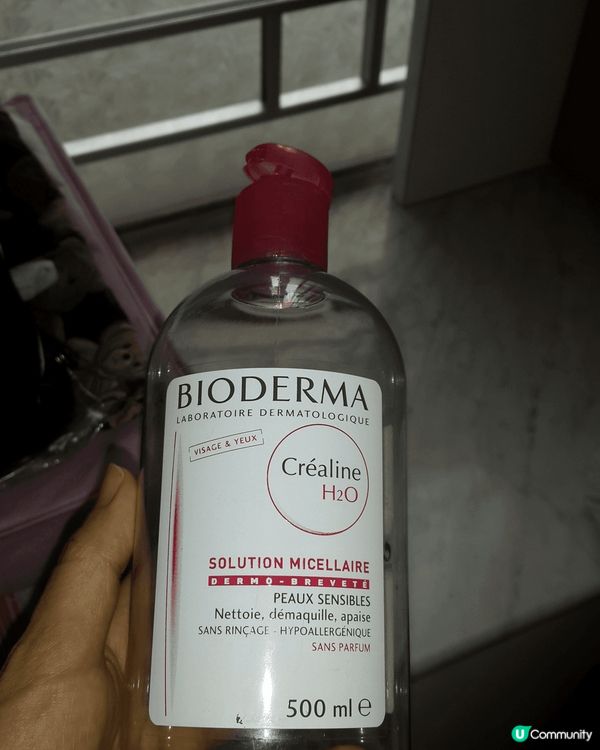 BIODERMA
LABORATOIRE DERMATOLOGIQUE
VISAGE & YEUX
Créaline
H2O
SOLUTION MICELLAIRE
DERMO-BREVETÉ
PEAUX SENSIBLES
Nettoie, démaquille, apaise
SANS RINÇAGE - HYPOALLERGÉNIQUE
SANS PARFUM
500 ml e
U Community